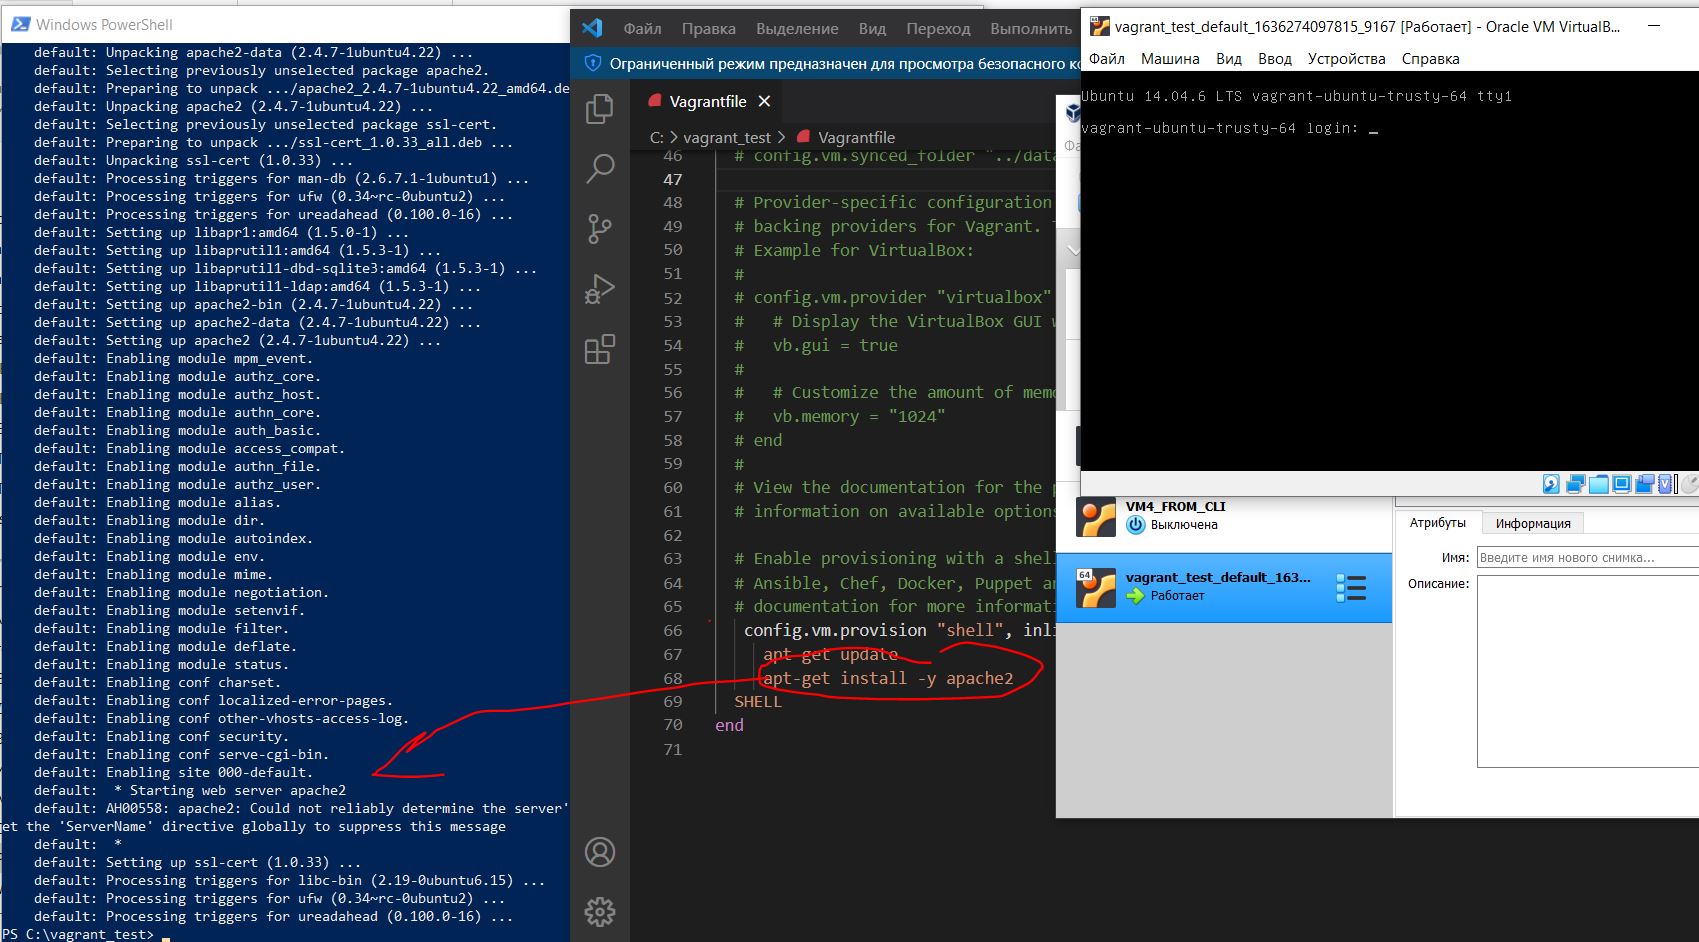 Windows PowerShell
default: Unpacking apache2-data (2.4.7-1ubuntu4.22) ...
default: Selecting previously unselected package apache2.
default: Preparing to unpack .../apache2_2.4.7-1ubuntu4.22_amd64.de
default: Unpacking apache2 (2.4.7-1ubuntu4.22) ...
default: Selecting previously unselected package ssl-cert.
default: Preparing to unpack .../ssl-cert_1.0.33_all.deb ...
default: Unpacking ssl-cert (1.0.33) ...
default: Processing triggers for man-db (2.6.7.1-1ubuntu1) ...
default: Processing triggers for ufw (0.34~rc-0ubuntu2) ...
default: Processing triggers for ureadahead (0.100.0-16) ...
default: Setting up libapr1:amd64 (1.5.0-1) ...
default: Setting up libaprutil1:amd64 (1.5.3-1) ...
default: Setting up libaprutil1-dbd-sqlite3:amd64 (1.5.3-1) ...
default: Setting up libaprutil1-ldap:amd64 (1.5.3-1) ...
default: Setting up apache2-bin (2.4.7-1ubuntu4.22) ...
default: Setting up apache2-data (2.4.7-1ubuntu4.22) ...
default: Setting up apache2 (2.4.7-1ubuntu4.22) ...
default: Enabling module mpm_event.
default: Enabling module authz_core.
default: Enabling module authz_host.
default: Enabling module authn_core.
default: Enabling module auth_basic.
default: Enabling module access_compat.
default: Enabling module authn_file.
default: Enabling module authz_user.
default: Enabling module alias.
default: Enabling module dir.
default: Enabling module autoindex.
default: Enabling module env.
default: Enabling module mime.
default: Enabling module negotiation.
default: Enabling module setenvif.
default: Enabling module filter.
default: Enabling module deflate.
default: Enabling module status.
default: Enabling conf charset.
default: Enabling conf localized-error-pages.
default: Enabling conf other-vhosts-access-log.
default: Enabling conf security.
default: Enabling conf serve-cgi-bin.
default: Enabling site 000-default.
default:  * Starting web server apache2
default: AH00558: apache2: Could not reliably determine the server'
et the 'ServerName' directive globally to suppress this message
default:  *
default: Setting up ssl-cert (1.0.33) ...
default: Processing triggers for libc-bin (2.19-0ubuntu6.15) ...
default: Processing triggers for ufw (0.34~rc-0ubuntu2) ...
default: Processing triggers for ureadahead (0.100.0-16) ...
PS C:\vagrant_test>
Файл Правка Выделение Вид Переход Выполнить
Ограниченный режим предназначен для просмотра безопасного
Vagrantfile
C: > vagrant_test > Vagrantfile
46 # config.vm.synced_folder "../data
47
48 # Provider-specific configuration
49 # backing providers for Vagrant.
50 # Example for VirtualBox:
51 #
52 # config.vm.provider "virtualbox"
53 #   # Display the VirtualBox GUI
54 #   vb.gui = true
55 #
56 #   # Customize the amount of mem
57 #   vb.memory = "1024"
58 # end
59 #
60 # View the documentation for the
61 # information on available options
62
63 # Enable provisioning with a shell
64 # Ansible, Chef, Docker, Puppet
65 # documentation for more informati
66 config.vm.provision "shell", inli
67 apt-get update
68 apt-get install -y apache2
69 SHELL
70 end
71
vagrant_test_default_1636274097815_9167 [Работает] - Oracle VM VirtualB...
Файл Машина Вид Ввод Устройства Справка
Ubuntu 14.04.6 LTS vagrant-ubuntu-trusty-64 tty1
vagrant-ubuntu-trusty-64 login: _
VM4_FROM_CLI
Выключена
64
vagrant_test_default_163...
Работает
Атрибуты Информация
Имя: Введите имя нового снимка...
Описание: